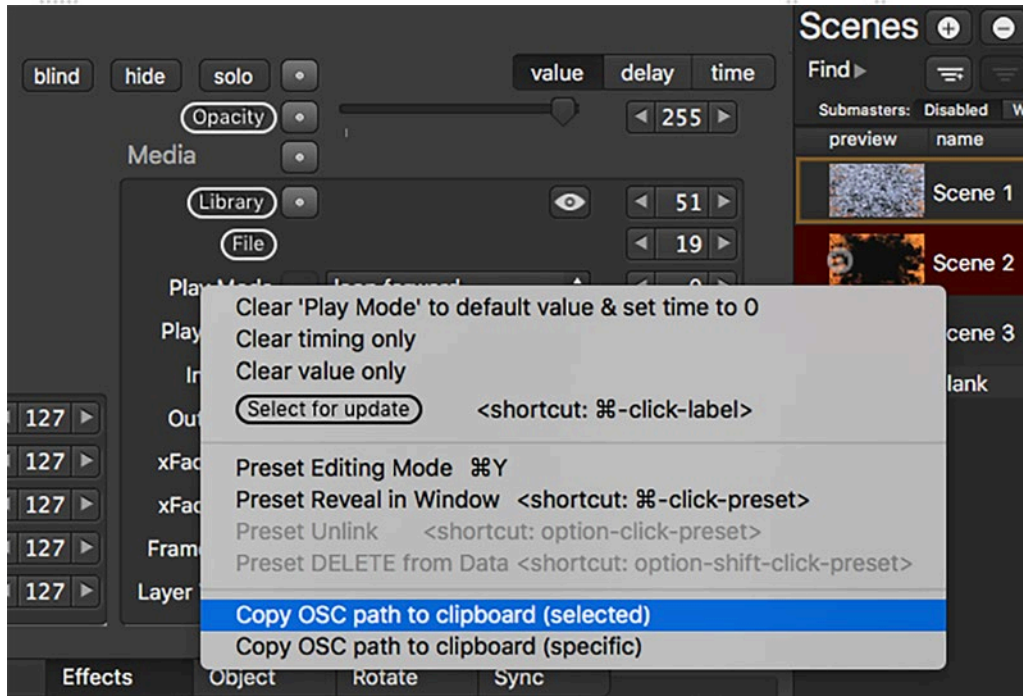 Scenes
blind hide solo value delay time Find
Opacity 255 Submasters: Disabled
Media preview name
Library 51 Scene 1
File 19 Scene 2
Clear 'Play Mode' to default value & set time to 0
Clear timing only
Clear value only
Select for update <shortcut: ⌘-click-label>
127
Preset Editing Mode ⌘Y
127
Preset Reveal in Window <shortcut: ⌘-click-preset>
127
Preset Unlink <shortcut: option-click-preset>
127
Preset DELETE from Data <shortcut: option-shift-click-preset>
127 Layer
Copy OSC path to clipboard (selected)
Copy OSC path to clipboard (specific)
Effects Object Rotate Sync